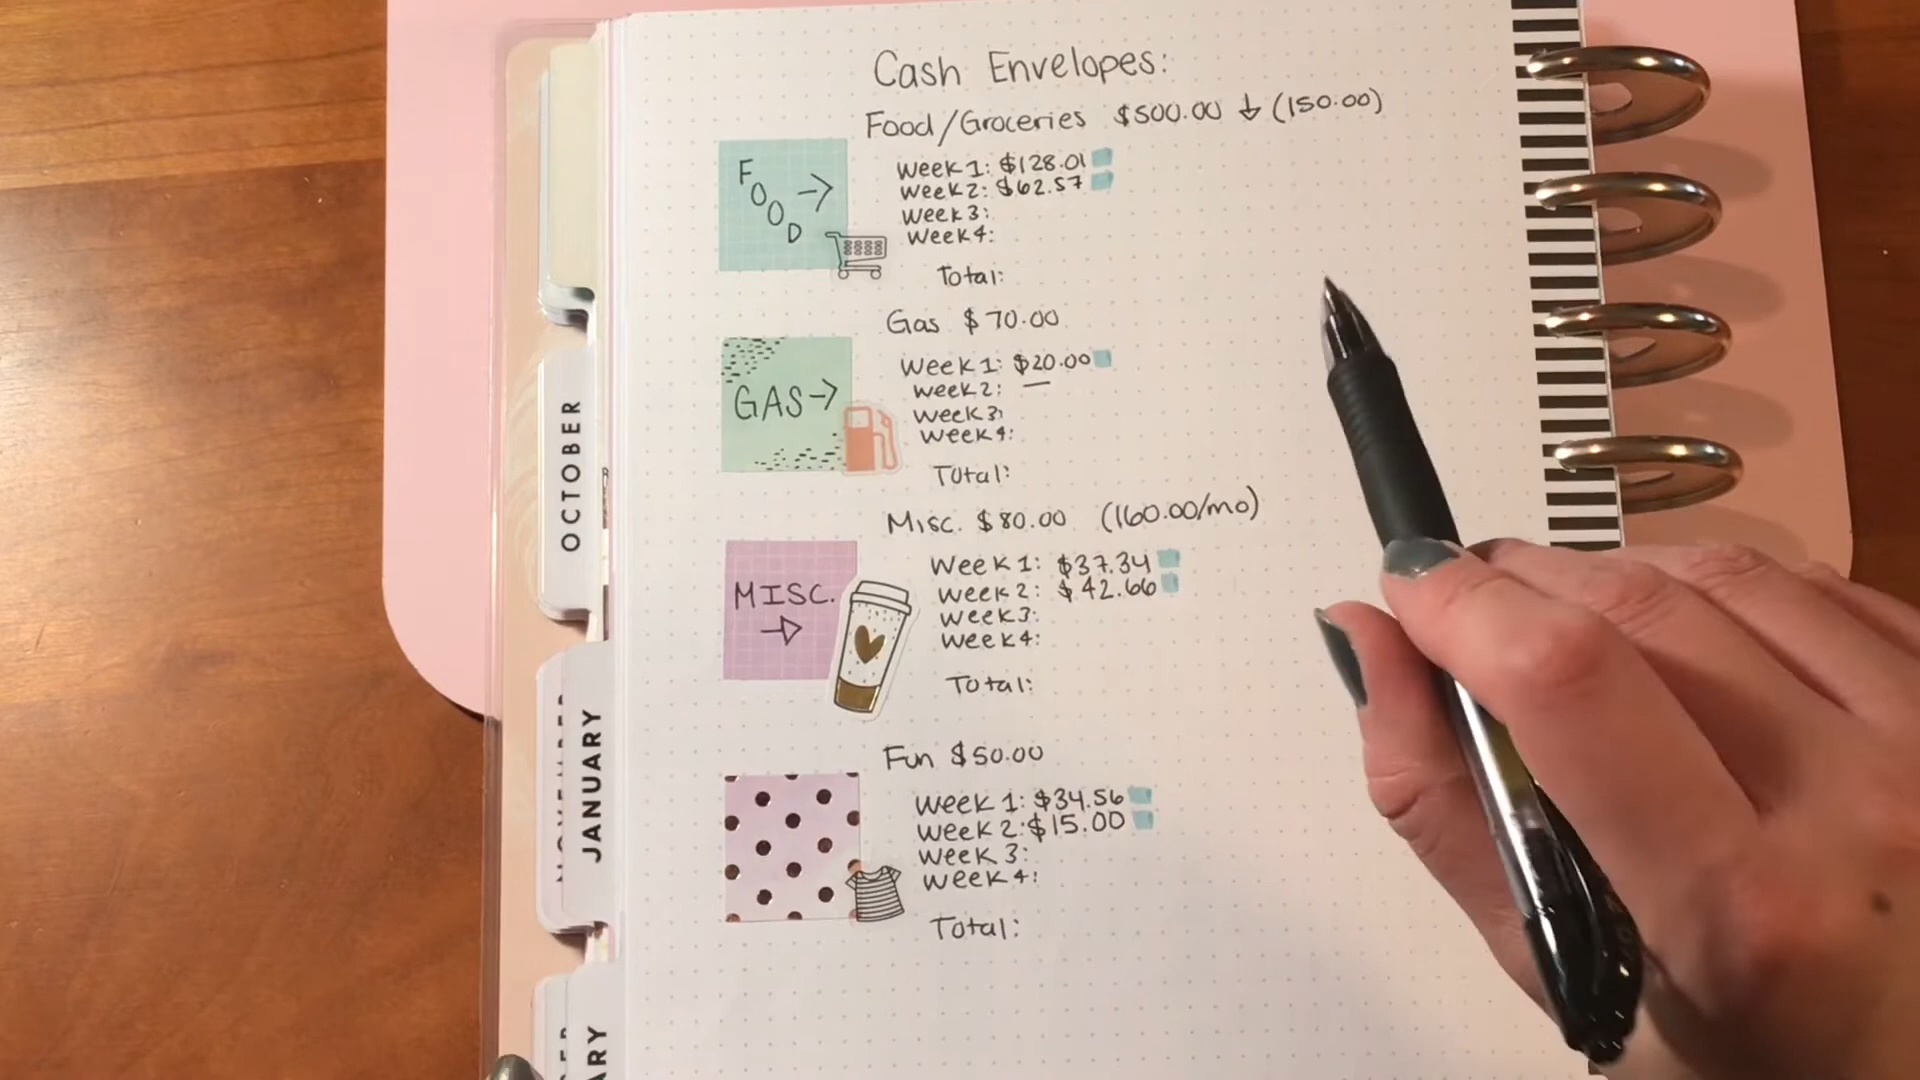 Cash Envelopes:
Food/Groceries $500.00 ↓ (150.00)
FOOD →
Week 1: $128.01
Week 2: $62.57
Week 3:
Week 4:
Total:
Gas $70.00
GAS →
Week 1: $20.00
Week 2: —
Week 3:
Week 4:
Total:
Misc. $80.00 (160.00/mo)
MISC. →
Week 1: $37.34
Week 2: $42.66
Week 3:
Week 4:
Total:
Fun $50.00
Week 1: $34.56
Week 2: $15.00
Week 3:
Week 4:
Total:
OCTOBER
JANUARY